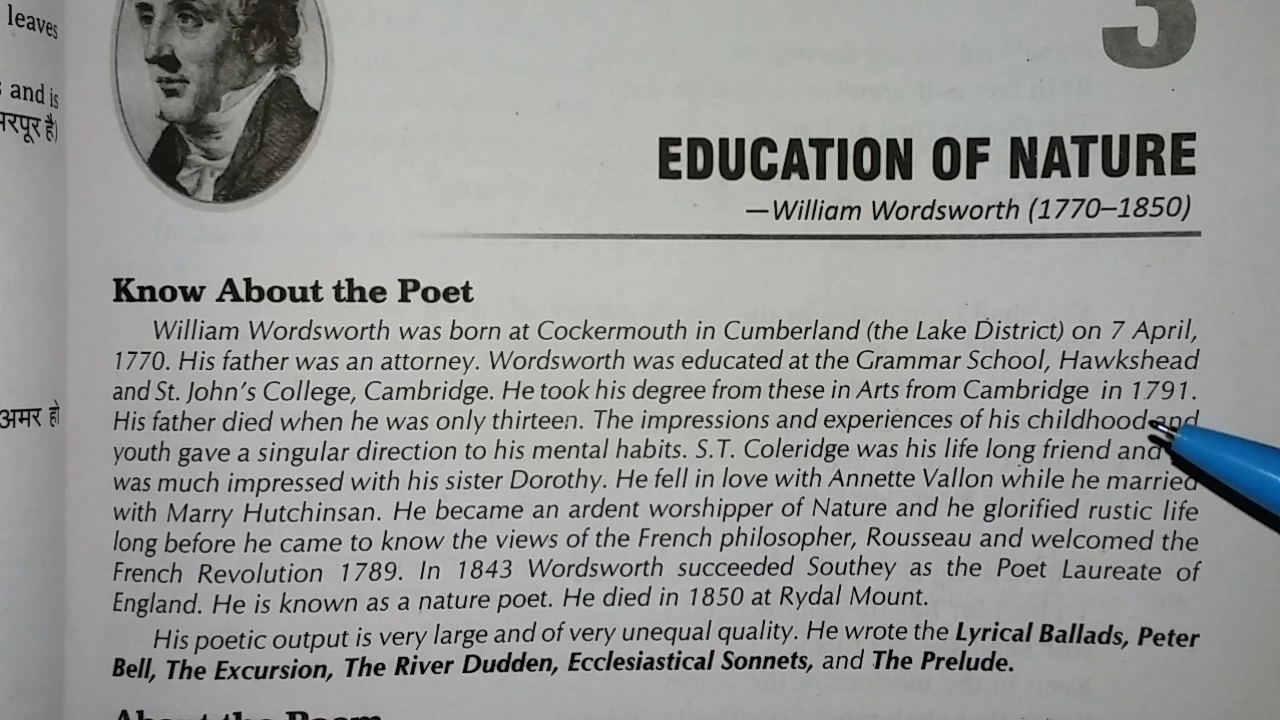 leaves
and is
रपूर है)
अमर हो
3
EDUCATION OF NATURE
—William Wordsworth (1770–1850)
Know About the Poet
William Wordsworth was born at Cockermouth in Cumberland (the Lake District) on 7 April,
1770. His father was an attorney. Wordsworth was educated at the Grammar School, Hawkshead
and St. John's College, Cambridge. He took his degree from these in Arts from Cambridge in 1791.
His father died when he was only thirteen. The impressions and experiences of his childhood and
youth gave a singular direction to his mental habits. S.T. Coleridge was his life long friend and
was much impressed with his sister Dorothy. He fell in love with Annette Vallon while he married
with Marry Hutchinsan. He became an ardent worshipper of Nature and he glorified rustic life
long before he came to know the views of the French philosopher, Rousseau and welcomed the
French Revolution 1789. In 1843 Wordsworth succeeded Southey as the Poet Laureate of
England. He is known as a nature poet. He died in 1850 at Rydal Mount.
His poetic output is very large and of very unequal quality. He wrote the Lyrical Ballads, Peter
Bell, The Excursion, The River Dudden, Ecclesiastical Sonnets, and The Prelude.
About the Poem